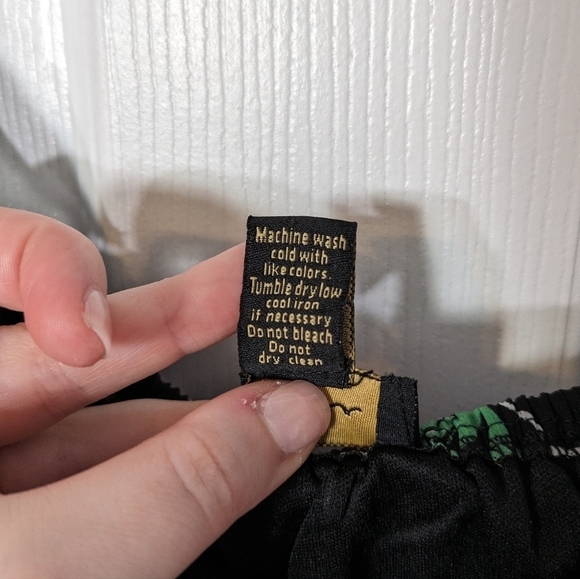 Machine wash
cold with
like colors.
Tumble dry low
cool iron
if necessary
Do not bleach
Do not
dry clean